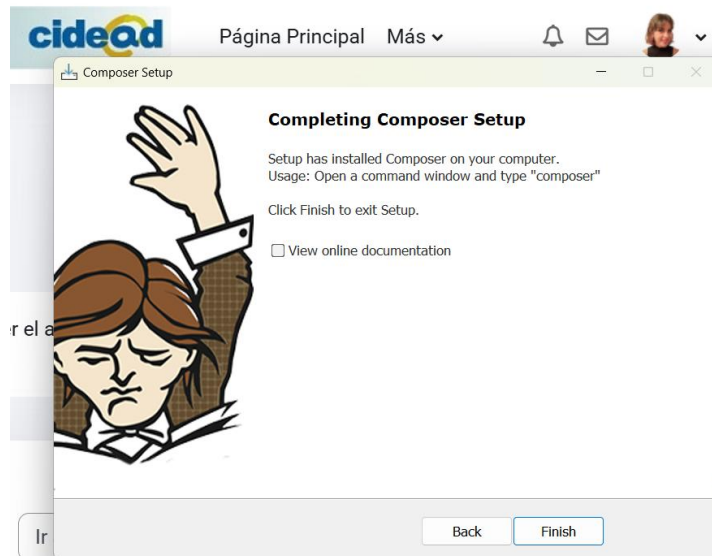 cidead
Página Principal Más
Composer Setup
Completing Composer Setup
Setup has installed Composer on your computer.
Usage: Open a command window and type "composer"
Click Finish to exit Setup.
View online documentation
r el a
Ir
Back Finish